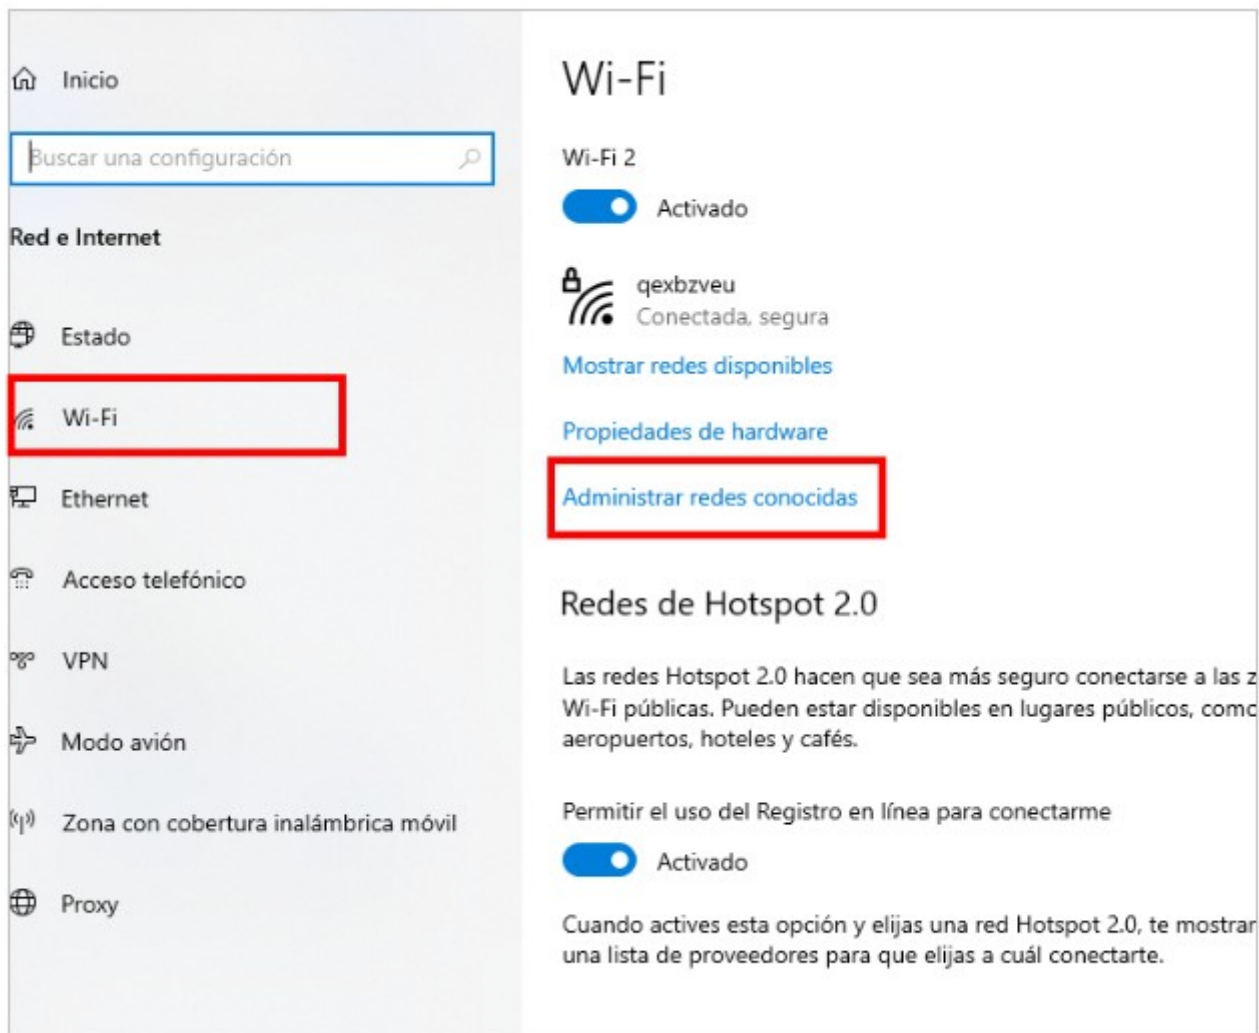 Inicio
Buscar una configuración
Red e Internet
Estado
Wi-Fi
Ethernet
Acceso telefónico
VPN
Modo avión
Zona con cobertura inalámbrica móvil
Proxy
Wi-Fi
Wi-Fi 2
Activado
qexbzveu
Conectada, segura
Mostrar redes disponibles
Propiedades de hardware
Administrar redes conocidas
Redes de Hotspot 2.0
Las redes Hotspot 2.0 hacen que sea más seguro conectarse a las z
Wi-Fi públicas. Pueden estar disponibles en lugares públicos, como
aeropuertos, hoteles y cafés.
Permitir el uso del Registro en línea para conectarme
Activado
Cuando actives esta opción y elijas una red Hotspot 2.0, te mostrar
una lista de proveedores para que elijas a cuál conectarte.